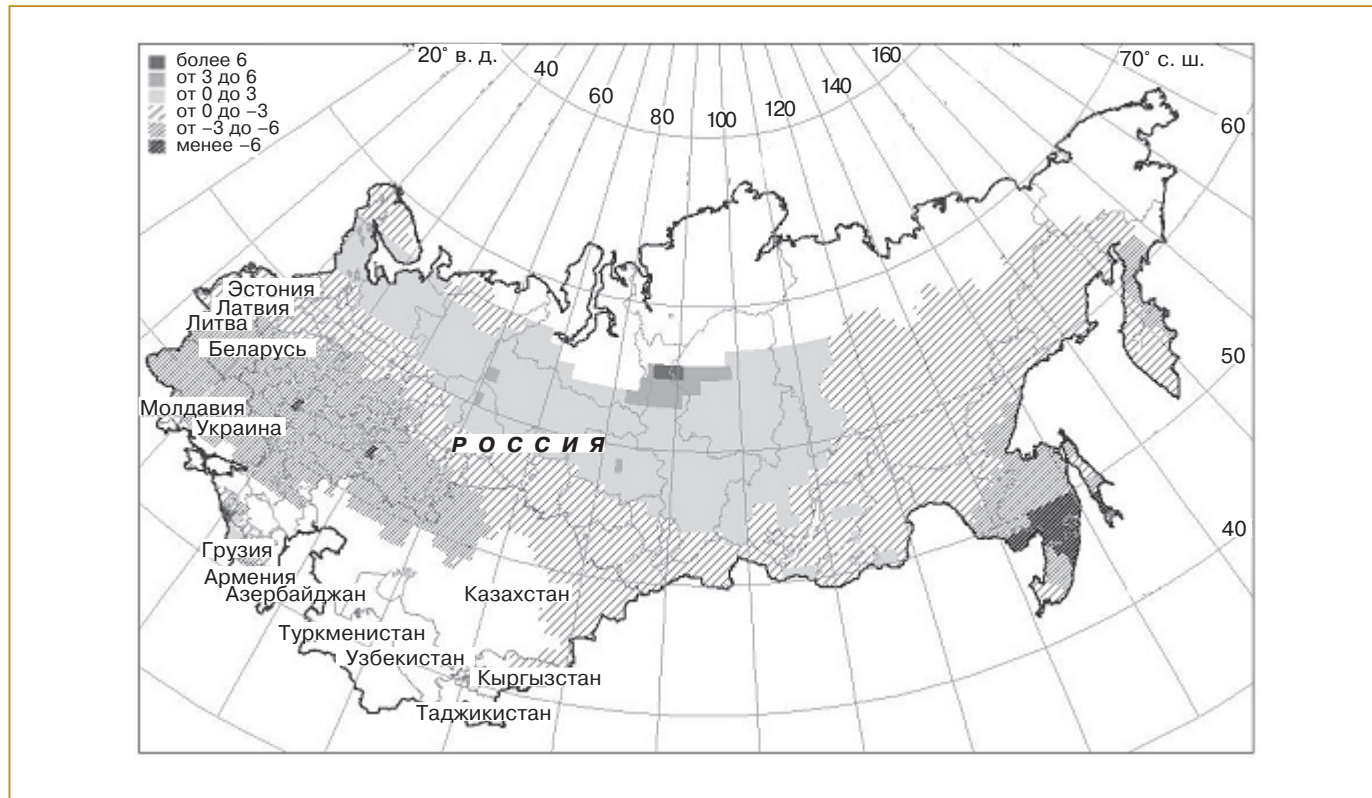 более 6
от 3 до 6
от 0 до 3
от 0 до −3
от −3 до −6
менее −6
20° в. д.
40
60
80
100
120
140
160
70° с. ш.
60
50
40
Эстония
Латвия
Литва
Беларусь
Молдавия
Украина
РОССИЯ
Грузия
Армения
Азербайджан
Казахстан
Туркменистан
Узбекистан
Кыргызстан
Таджикистан